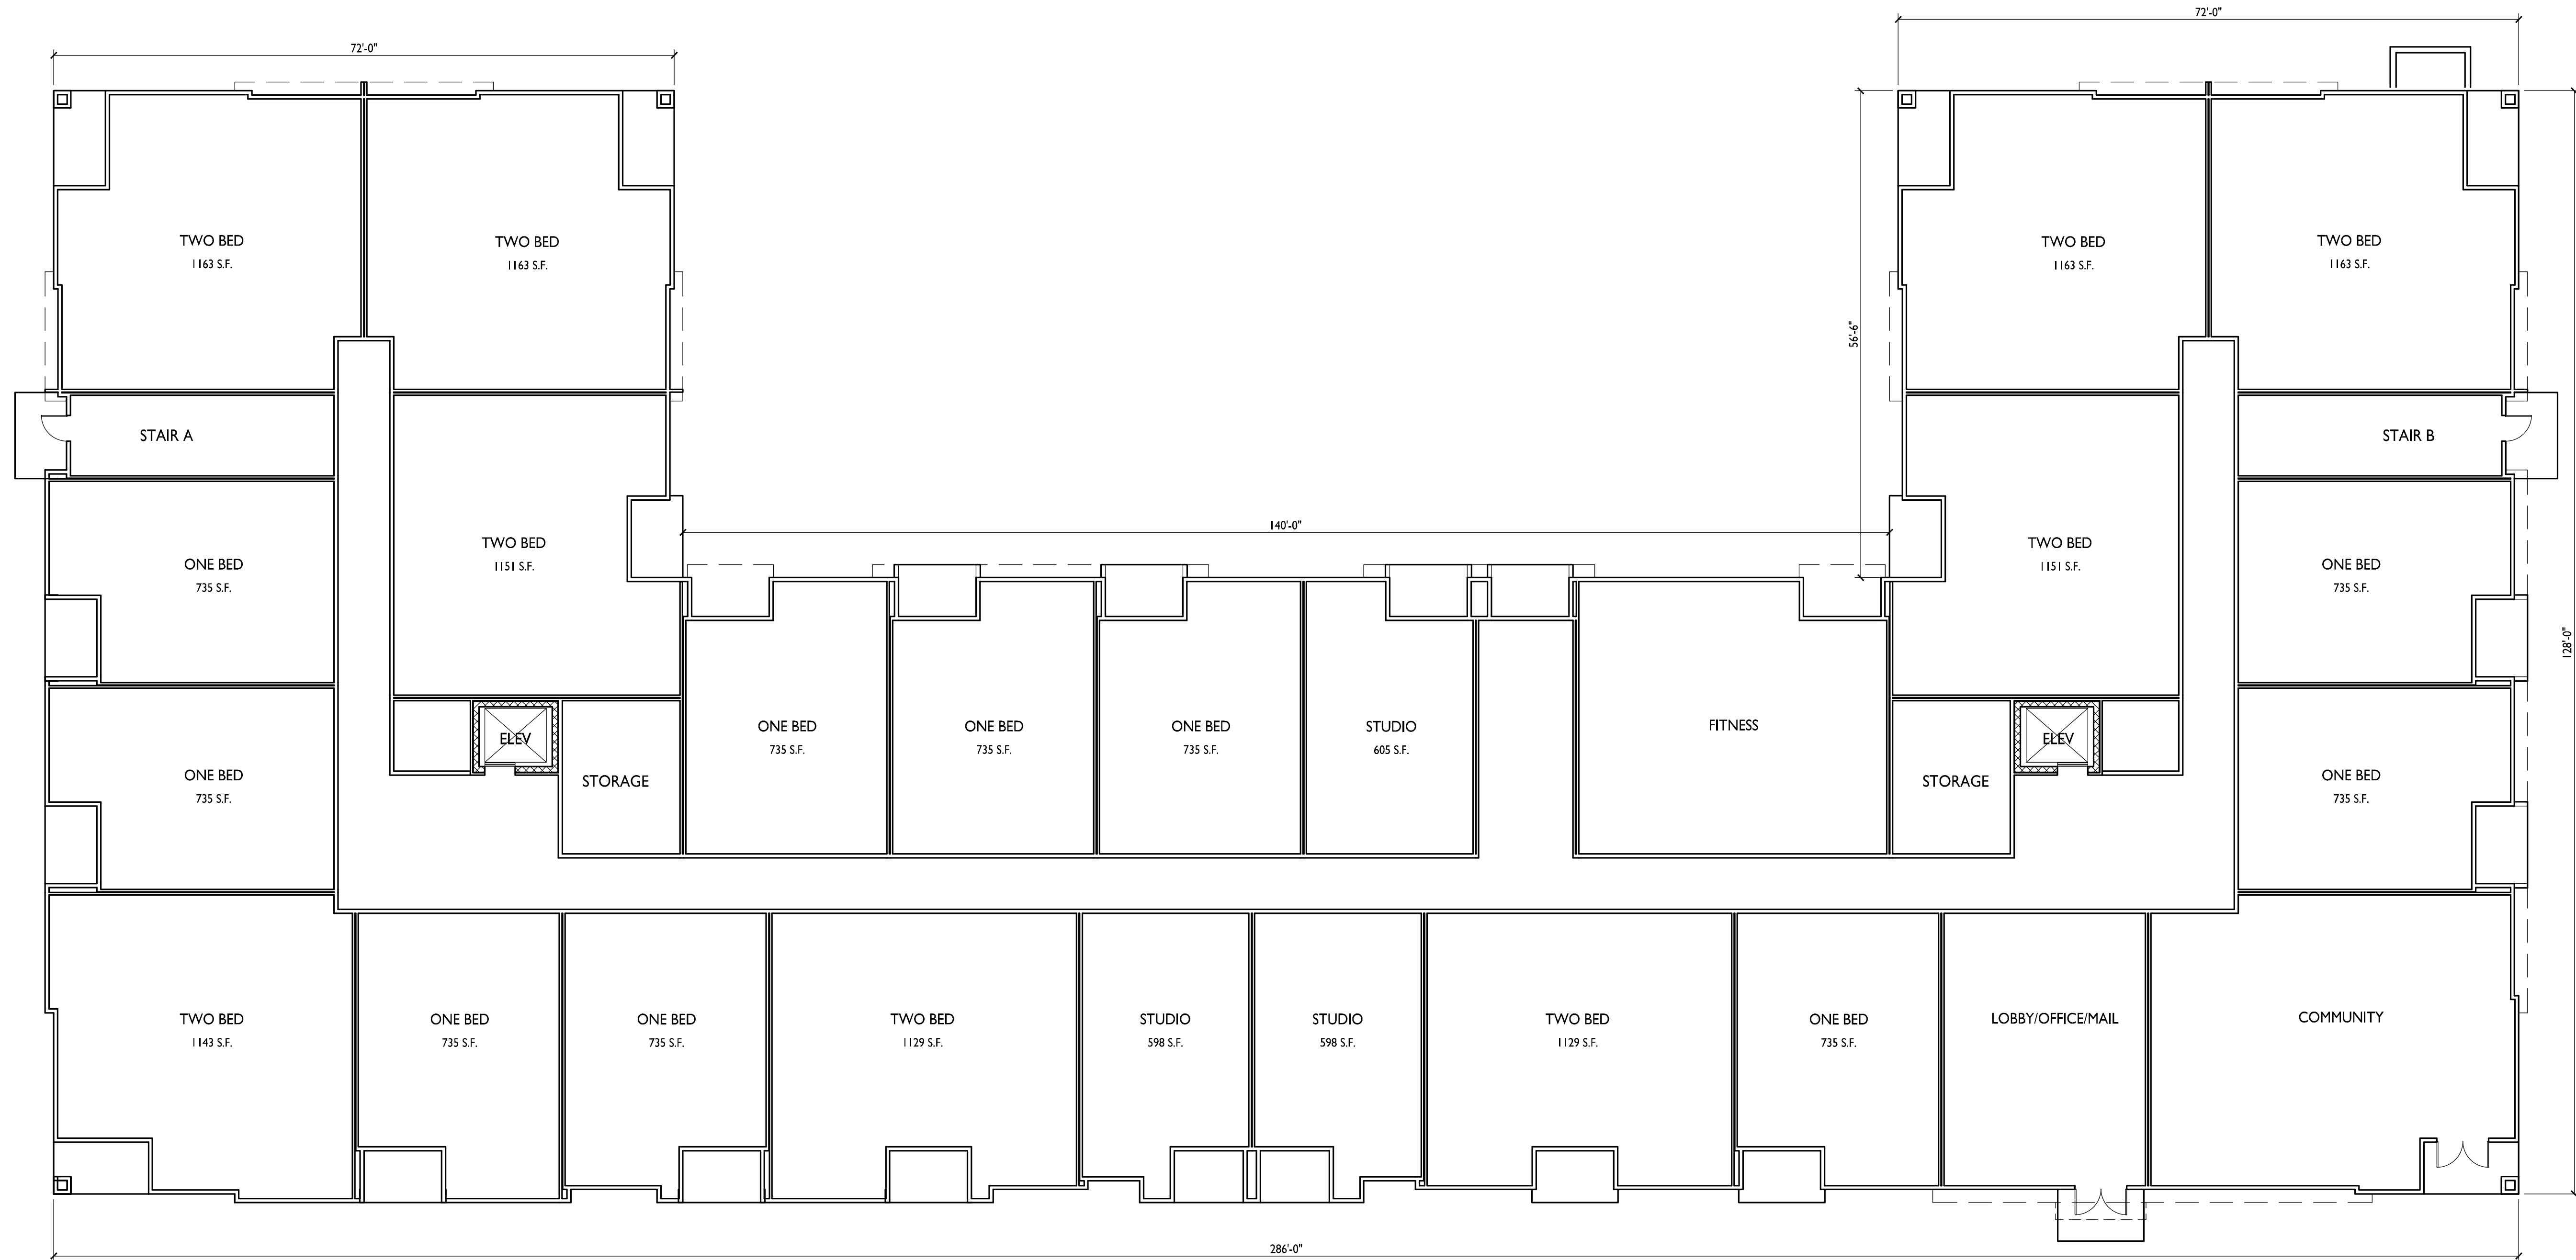 72'-0"
72'-0"
TWO BED
1163 S.F.
TWO BED
1163 S.F.
TWO BED
1163 S.F.
TWO BED
1163 S.F.
56'-6"
STAIR A
STAIR B
140'-0"
TWO BED
1151 S.F.
TWO BED
1151 S.F.
ONE BED
735 S.F.
ONE BED
735 S.F.
128'-0"
ELEV
STORAGE
ONE BED
735 S.F.
ONE BED
735 S.F.
ONE BED
735 S.F.
STUDIO
605 S.F.
FITNESS
STORAGE
ELEV
ONE BED
735 S.F.
ONE BED
735 S.F.
TWO BED
1143 S.F.
ONE BED
735 S.F.
ONE BED
735 S.F.
TWO BED
1129 S.F.
STUDIO
598 S.F.
STUDIO
598 S.F.
TWO BED
1129 S.F.
ONE BED
735 S.F.
LOBBY/OFFICE/MAIL
COMMUNITY
286'-0"